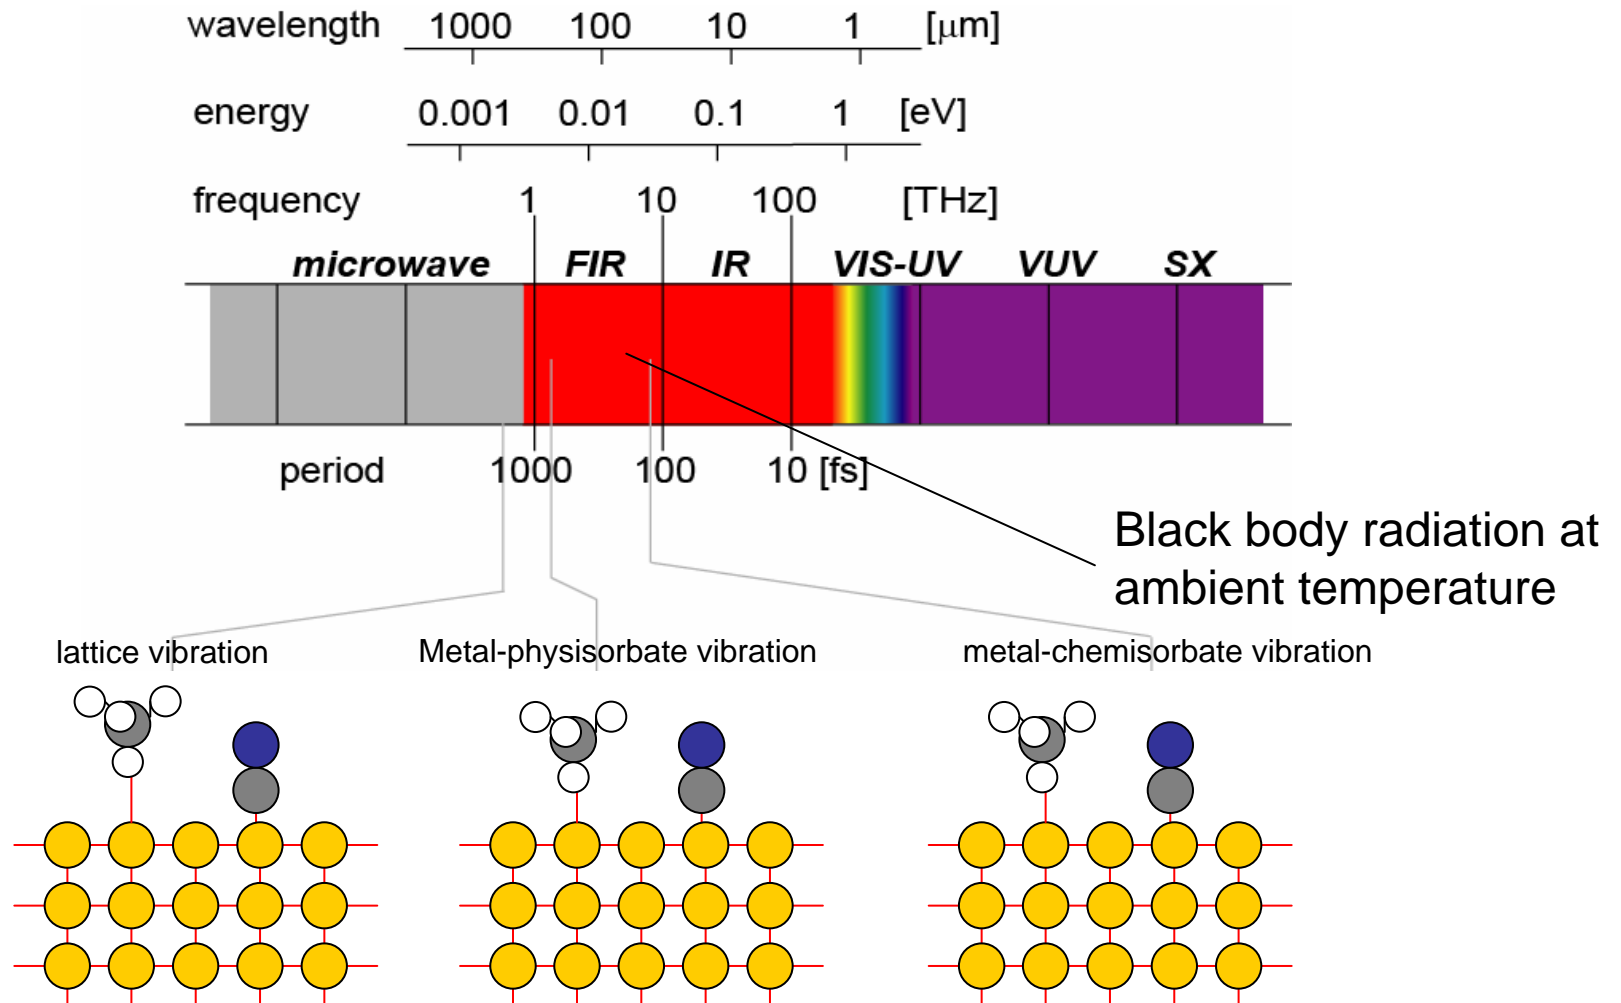 wavelength 1000 100 10 1 [μm]
energy 0.001 0.01 0.1 1 [eV]
frequency 1 10 100 [THz]
microwave FIR IR VIS-UV VUV SX
period 1000 100 10 [fs]
Black body radiation at
ambient temperature
lattice vibration
Metal-physisorbate vibration
metal-chemisorbate vibration